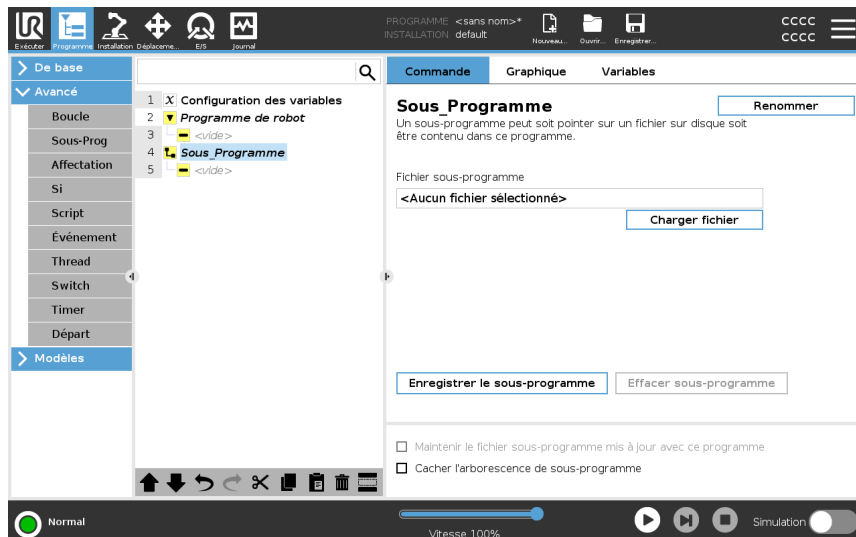 PROGRAMME <sans nom>*
INSTALLATION default
CCCC
CCCC
Exécuter Programme Installation Déplaceme... E/S Journal
Nouveau... Ouvrir... Enregistrer...
De base
Avancé
Boucle
Sous-Prog
Affectation
Si
Script
Événement
Thread
Switch
Timer
Départ
Modèles
1 X Configuration des variables
2 Programme de robot
3 <vide>
4 Sous_Programme
5 <vide>
Commande Graphique Variables
Sous_Programme
Renommer
Un sous-programme peut soit pointer sur un fichier sur disque soit
être contenu dans ce programme.
Fichier sous-programme
<Aucun fichier sélectionné>
Charger fichier
Enregistrer le sous-programme Effacer sous-programme
Maintenir le fichier sous-programme mis à jour avec ce programme
Cacher l'arborescence de sous-programme
Normal
Vitesse 100%
Simulation